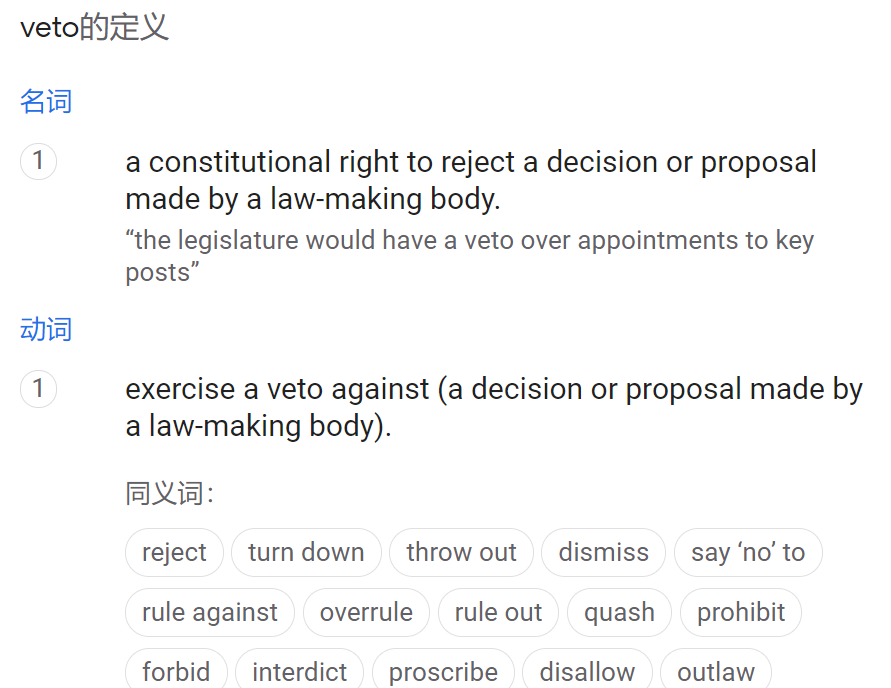 veto的定义
名词
1
a constitutional right to reject a decision or proposal
made by a law-making body.
“the legislature would have a veto over appointments to key
posts”
动词
1
exercise a veto against (a decision or proposal made by
a law-making body).
同义词：
reject turn down throw out dismiss say ‘no’ to
rule against overrule rule out quash prohibit
forbid interdict proscribe disallow outlaw